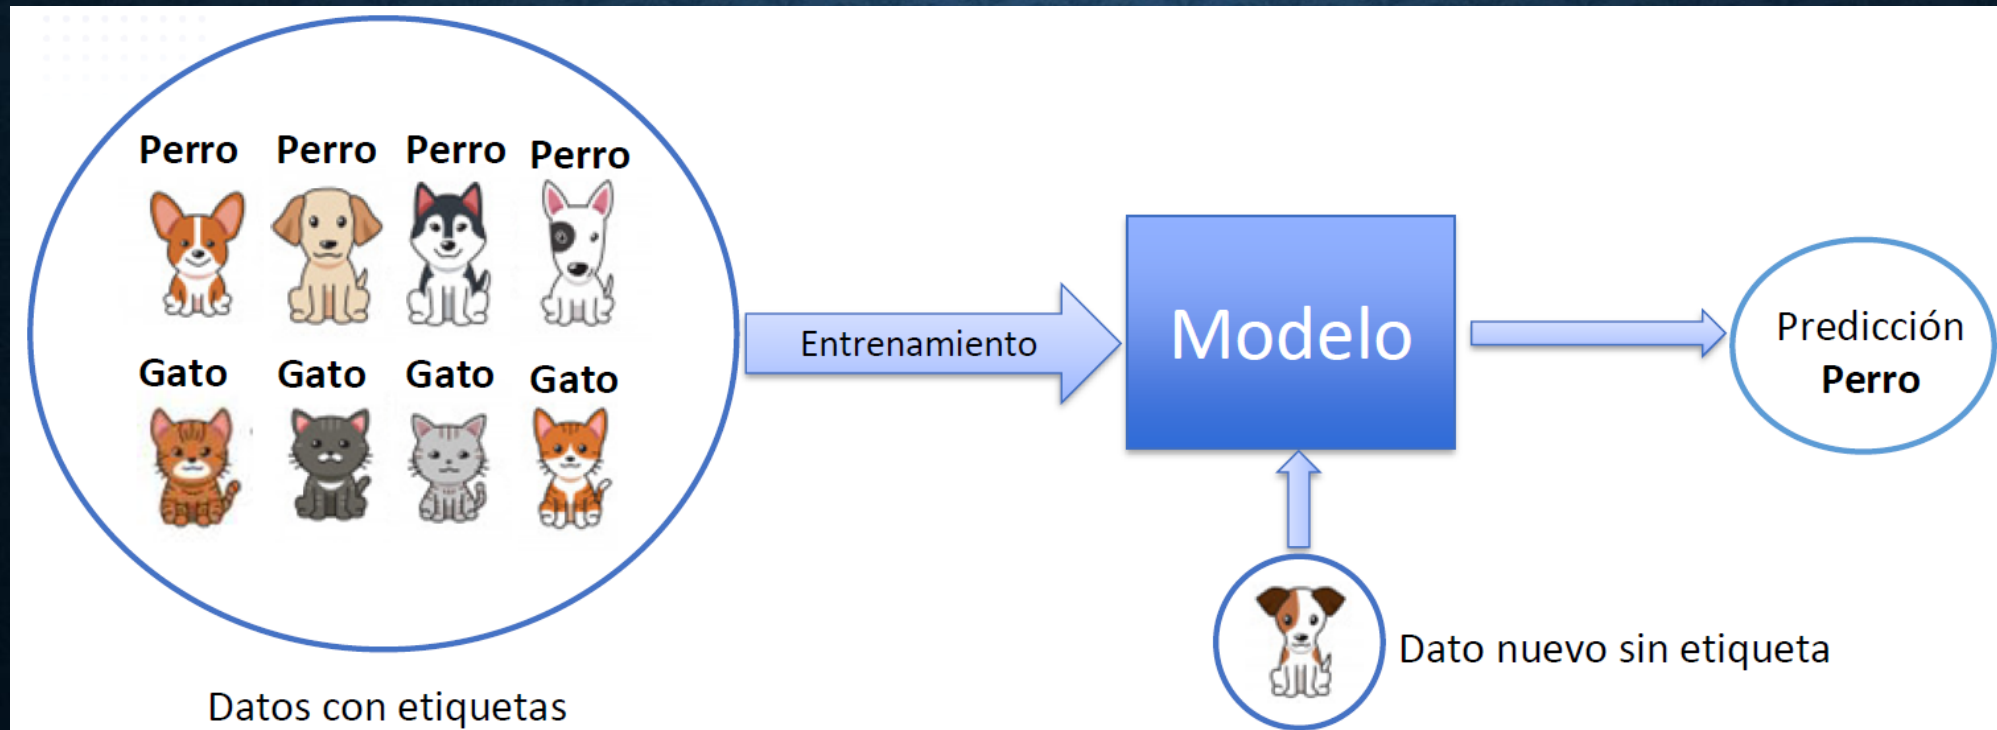 Perro Perro Perro Perro
Gato Gato Gato Gato
Datos con etiquetas
Entrenamiento
Modelo
Dato nuevo sin etiqueta
Predicción
Perro